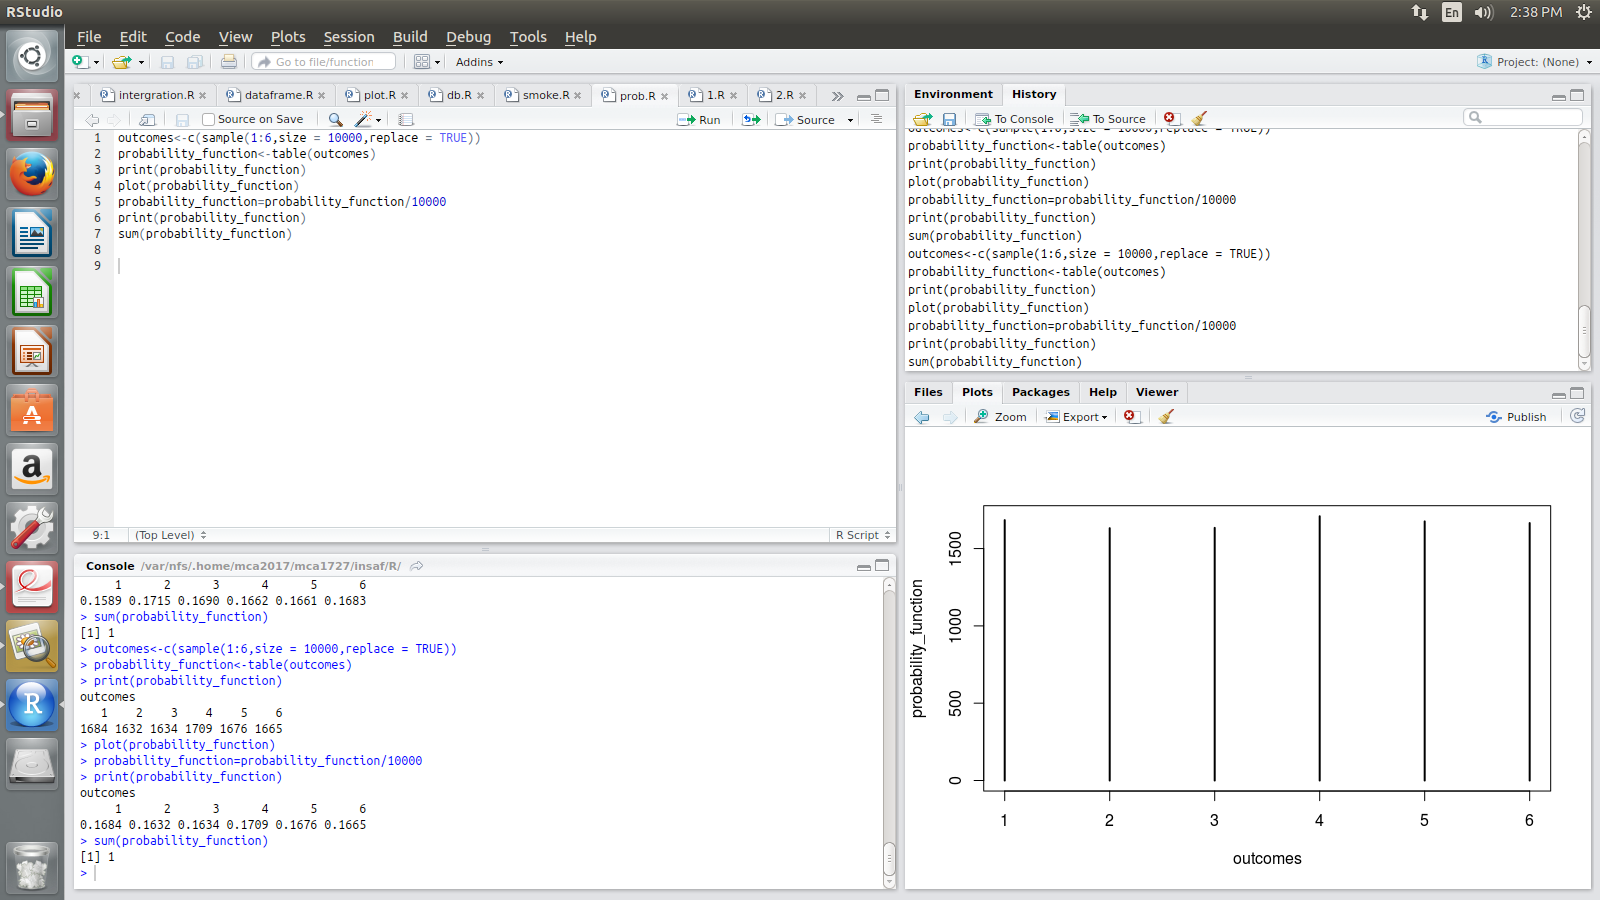 RStudio
En
2:38 PM
File Edit Code View Plots Session Build Debug Tools Help
Go to file/function
Addins
Project: (None)
intergration.R
dataframe.R
plot.R
db.R
smoke.R
prob.R
1.R
2.R
Source on Save
Run
Source
1 outcomes<-c(sample(1:6,size = 10000,replace = TRUE))
2 probability_function<-table(outcomes)
3 print(probability_function)
4 plot(probability_function)
5 probability_function=probability_function/10000
6 print(probability_function)
7 sum(probability_function)
8
9
9:1
(Top Level)
R Script
Console /var/nfs/.home/mca2017/mca1727/insaf/R/
1 2 3 4 5 6
0.1589 0.1715 0.1690 0.1662 0.1661 0.1683
> sum(probability_function)
[1] 1
> outcomes<-c(sample(1:6,size = 10000,replace = TRUE))
> probability_function<-table(outcomes)
> print(probability_function)
outcomes
1 2 3 4 5 6
1684 1632 1634 1709 1676 1665
> plot(probability_function)
> probability_function=probability_function/10000
> print(probability_function)
outcomes
1 2 3 4 5 6
0.1684 0.1632 0.1634 0.1709 0.1676 0.1665
> sum(probability_function)
[1] 1
>
Environment History
To Console
To Source
outcomes<-c(sample(1:6,size = 10000,replace = TRUE))
probability_function<-table(outcomes)
print(probability_function)
plot(probability_function)
probability_function=probability_function/10000
print(probability_function)
sum(probability_function)
outcomes<-c(sample(1:6,size = 10000,replace = TRUE))
probability_function<-table(outcomes)
print(probability_function)
plot(probability_function)
probability_function=probability_function/10000
print(probability_function)
sum(probability_function)
Files Plots Packages Help Viewer
Zoom
Export
Publish
probability_function
1500
1000
500
0
1 2 3 4 5 6
outcomes